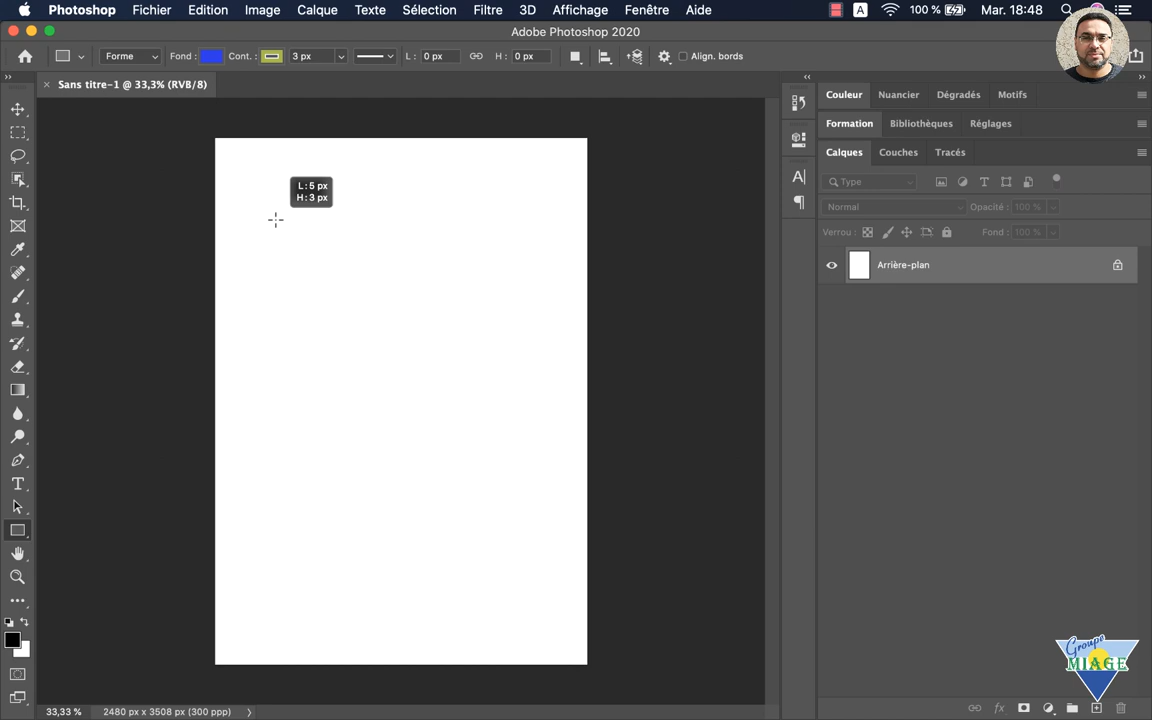 Photoshop Fichier Edition Image Calque Texte Sélection Filtre 3D Affichage Fenêtre Aide A 100 % Mar. 18:48
Adobe Photoshop 2020
Forme Fond : Cont. : 3 px L : 0 px H : 0 px Align. bords
Sans titre-1 @ 33,3% (RVB/8)
Couleur Nuancier Dégradés Motifs
Formation Bibliothèques Réglages
Calques Couches Tracés
Type
Normal Opacité : 100 %
Verrou : Fond : 100 %
Arrière-plan
L : 5 px
H : 3 px
Groupe
MIAGE
33,33 % 2480 px x 3508 px (300 ppp)
fx